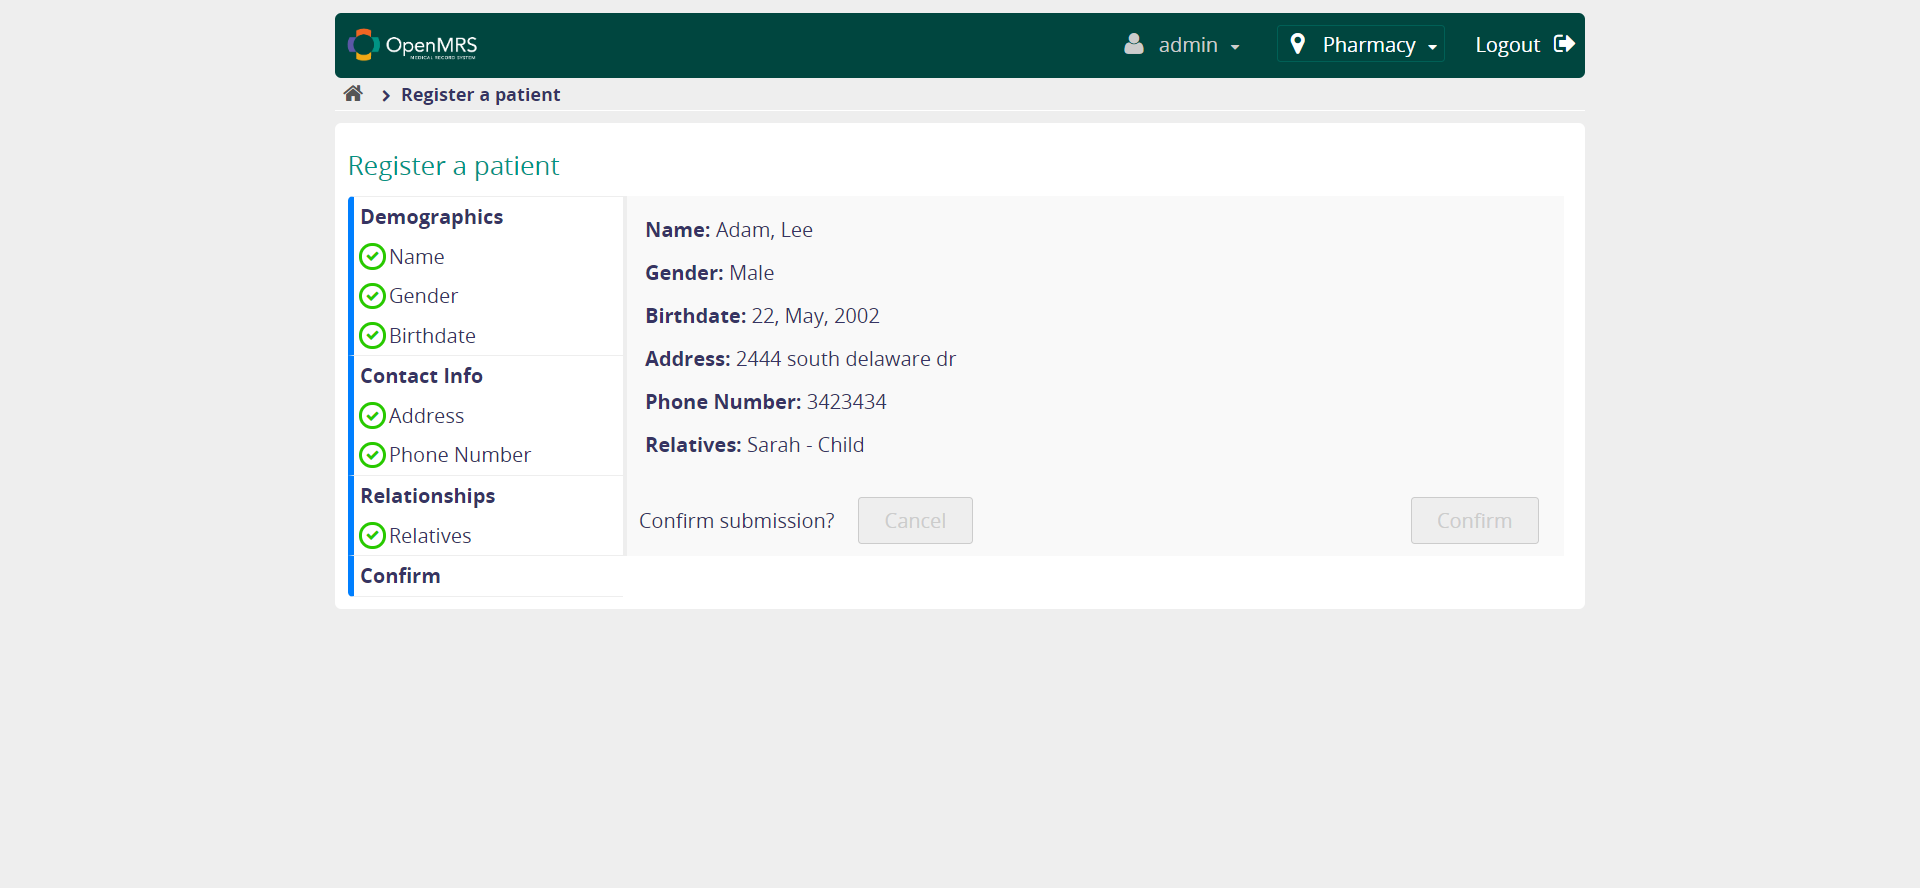 OpenMRS
MEDICAL RECORD SYSTEM
admin
Pharmacy
Logout
Register a patient
Register a patient
Demographics
Name
Gender
Birthdate
Contact Info
Address
Phone Number
Relationships
Relatives
Confirm
Name: Adam, Lee
Gender: Male
Birthdate: 22, May, 2002
Address: 2444 south delaware dr
Phone Number: 3423434
Relatives: Sarah - Child
Confirm submission?
Cancel
Confirm